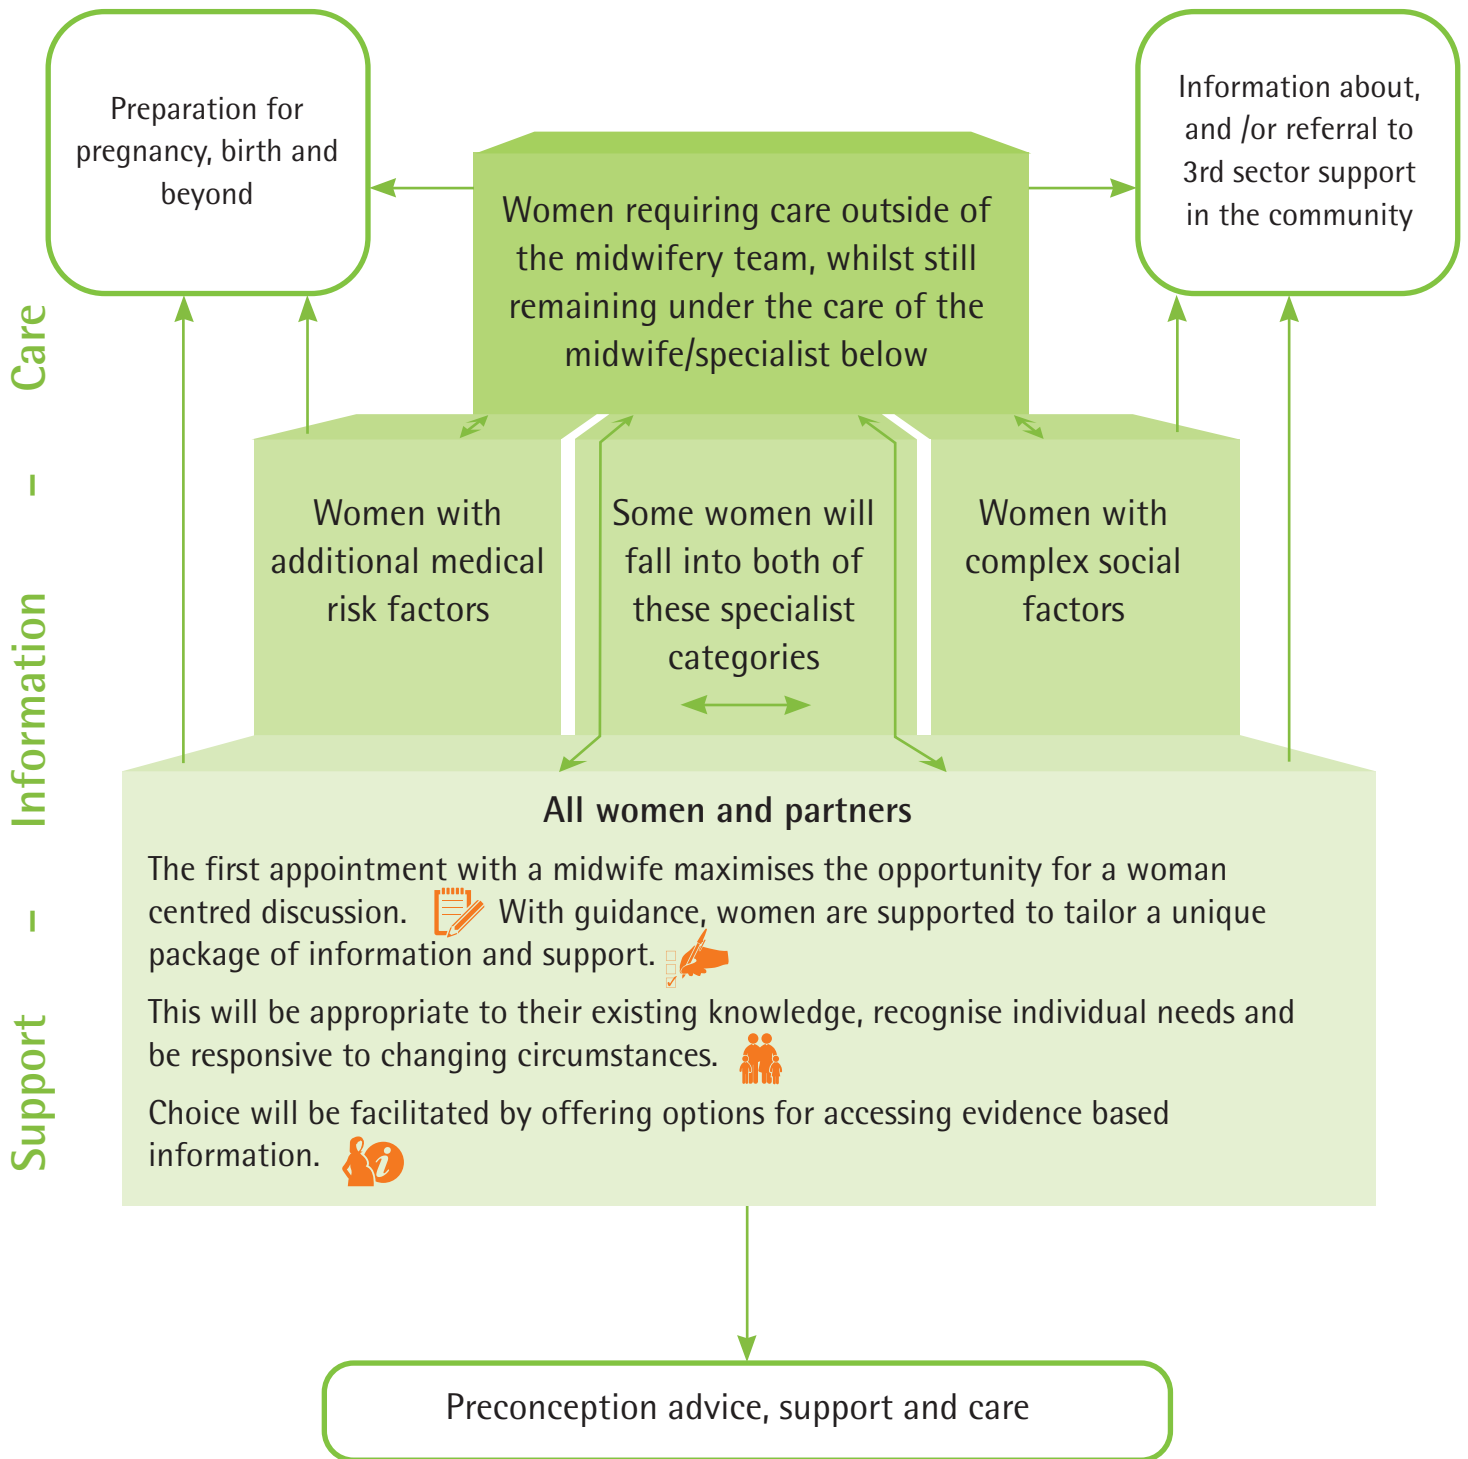 Preparation for
pregnancy, birth and
beyond
Information about,
and /or referral to
3rd sector support
in the community
Women requiring care outside of
the midwifery team, whilst still
remaining under the care of the
midwife/specialist below
Women with
additional medical
risk factors
Some women will
fall into both of
these specialist
categories
Women with
complex social
factors
All women and partners
The first appointment with a midwife maximises the opportunity for a woman
centred discussion. With guidance, women are supported to tailor a unique
package of information and support.
This will be appropriate to their existing knowledge, recognise individual needs and
be responsive to changing circumstances.
Choice will be facilitated by offering options for accessing evidence based
information. i
Preconception advice, support and care
Support – Information – Care